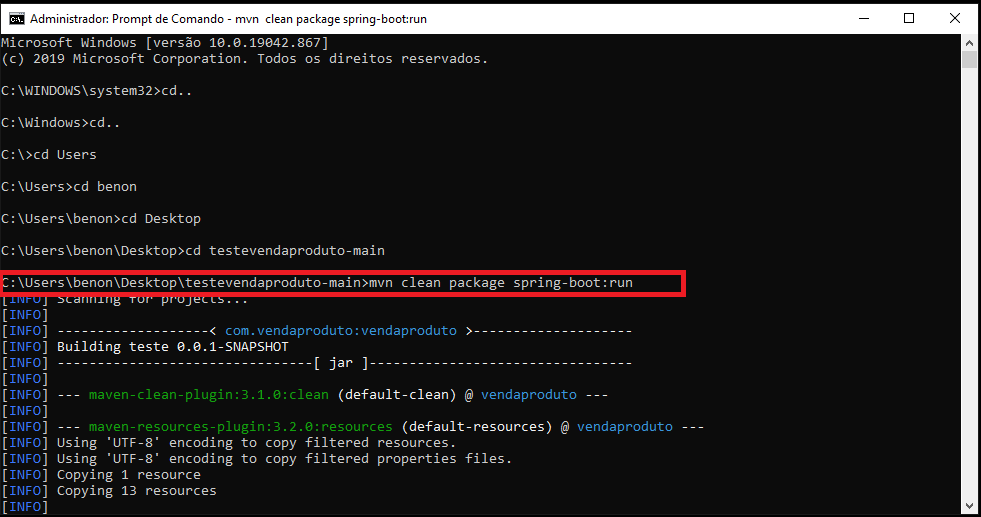 Administrador: Prompt de Comando - mvn  clean package spring-boot:run
Microsoft Windows [versão 10.0.19042.867]
(c) 2019 Microsoft Corporation. Todos os direitos reservados.
C:\WINDOWS\system32>cd..
C:\Windows>cd..
C:\>cd Users
C:\Users>cd benon
C:\Users\benon>cd Desktop
C:\Users\benon\Desktop>cd testevendaproduto-main
C:\Users\benon\Desktop\testevendaproduto-main>mvn clean package spring-boot:run
[INFO] Scanning for projects...
[INFO]
[INFO] -------------------< com.vendaproduto:vendaproduto >--------------------
[INFO] Building teste 0.0.1-SNAPSHOT
[INFO] --------------------------------[ jar ]---------------------------------
[INFO]
[INFO] --- maven-clean-plugin:3.1.0:clean (default-clean) @ vendaproduto ---
[INFO]
[INFO] --- maven-resources-plugin:3.2.0:resources (default-resources) @ vendaproduto ---
[INFO] Using 'UTF-8' encoding to copy filtered resources.
[INFO] Using 'UTF-8' encoding to copy filtered properties files.
[INFO] Copying 1 resource
[INFO] Copying 13 resources
[INFO]